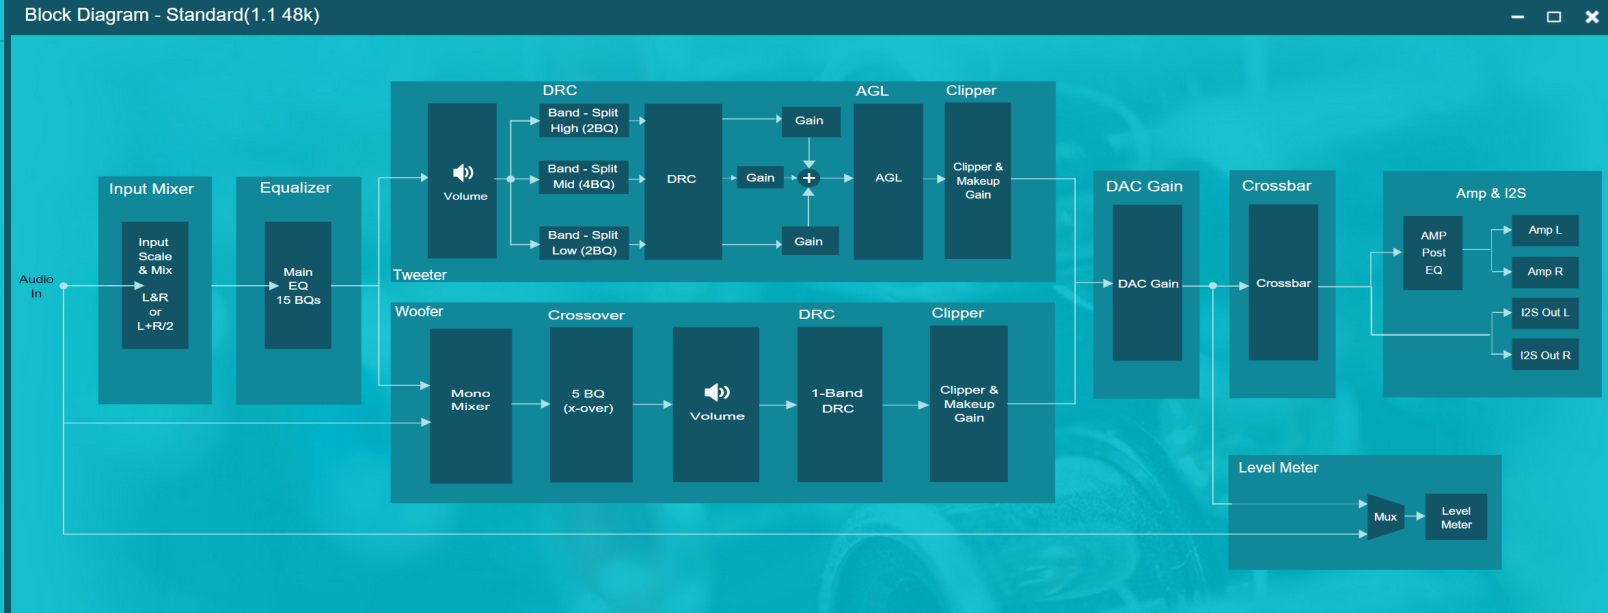 Block Diagram - Standard(1.1 48k)
Audio
In
Input Mixer
Input
Scale
& Mix
L&R
or
L+R/2
Equalizer
Main
EQ
15 BQs
Tweeter
Volume
DRC
Band - Split
High (2BQ)
Band - Split
Mid (4BQ)
Band - Split
Low (2BQ)
DRC
Gain
Gain
Gain
+
AGL
AGL
Clipper
Clipper &
Makeup
Gain
Woofer
Mono
Mixer
Crossover
5 BQ
(x-over)
Volume
DRC
1-Band
DRC
Clipper
Clipper &
Makeup
Gain
DAC Gain
DAC Gain
Crossbar
Crossbar
Amp & I2S
AMP
Post
EQ
Amp L
Amp R
I2S Out L
I2S Out R
Level Meter
Mux
Level
Meter